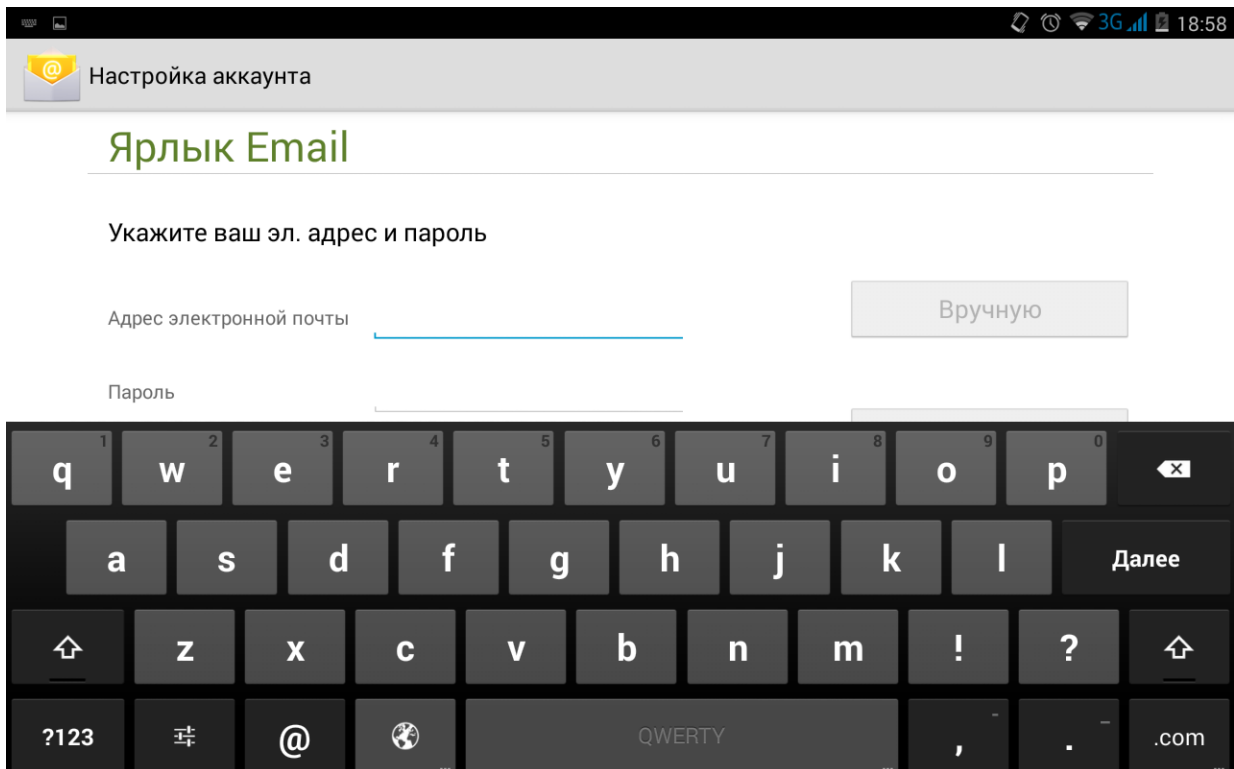 3G 18:58
Настройка аккаунта
Ярлык Email
Укажите ваш эл. адрес и пароль
Адрес электронной почты
Вручную
Пароль
1 2 3 4 5 6 7 8 9 0
q w e r t y u i o p
a s d f g h j k l Далее
z x c v b n m ! ?
?123 @ QWERTY , - . _ .com